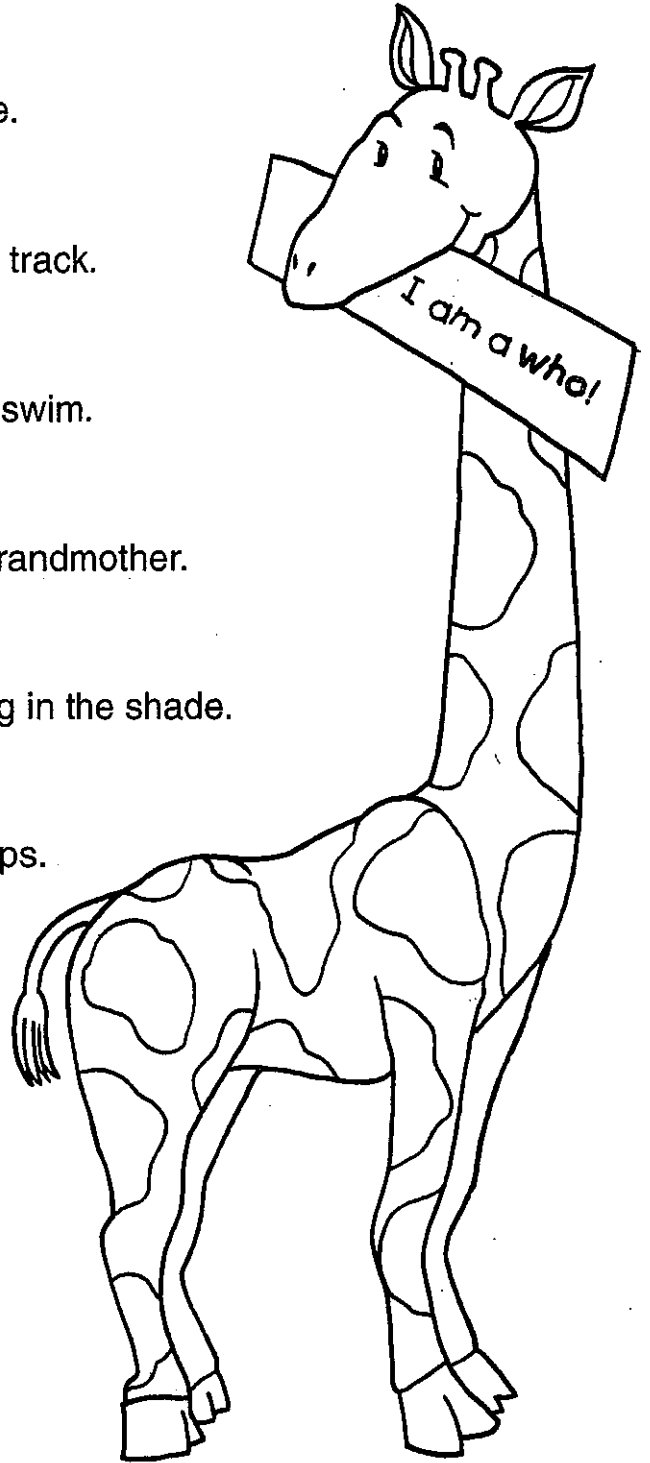 e.
track.
I am a who!
swim.
randmother.
g in the shade.
ps.